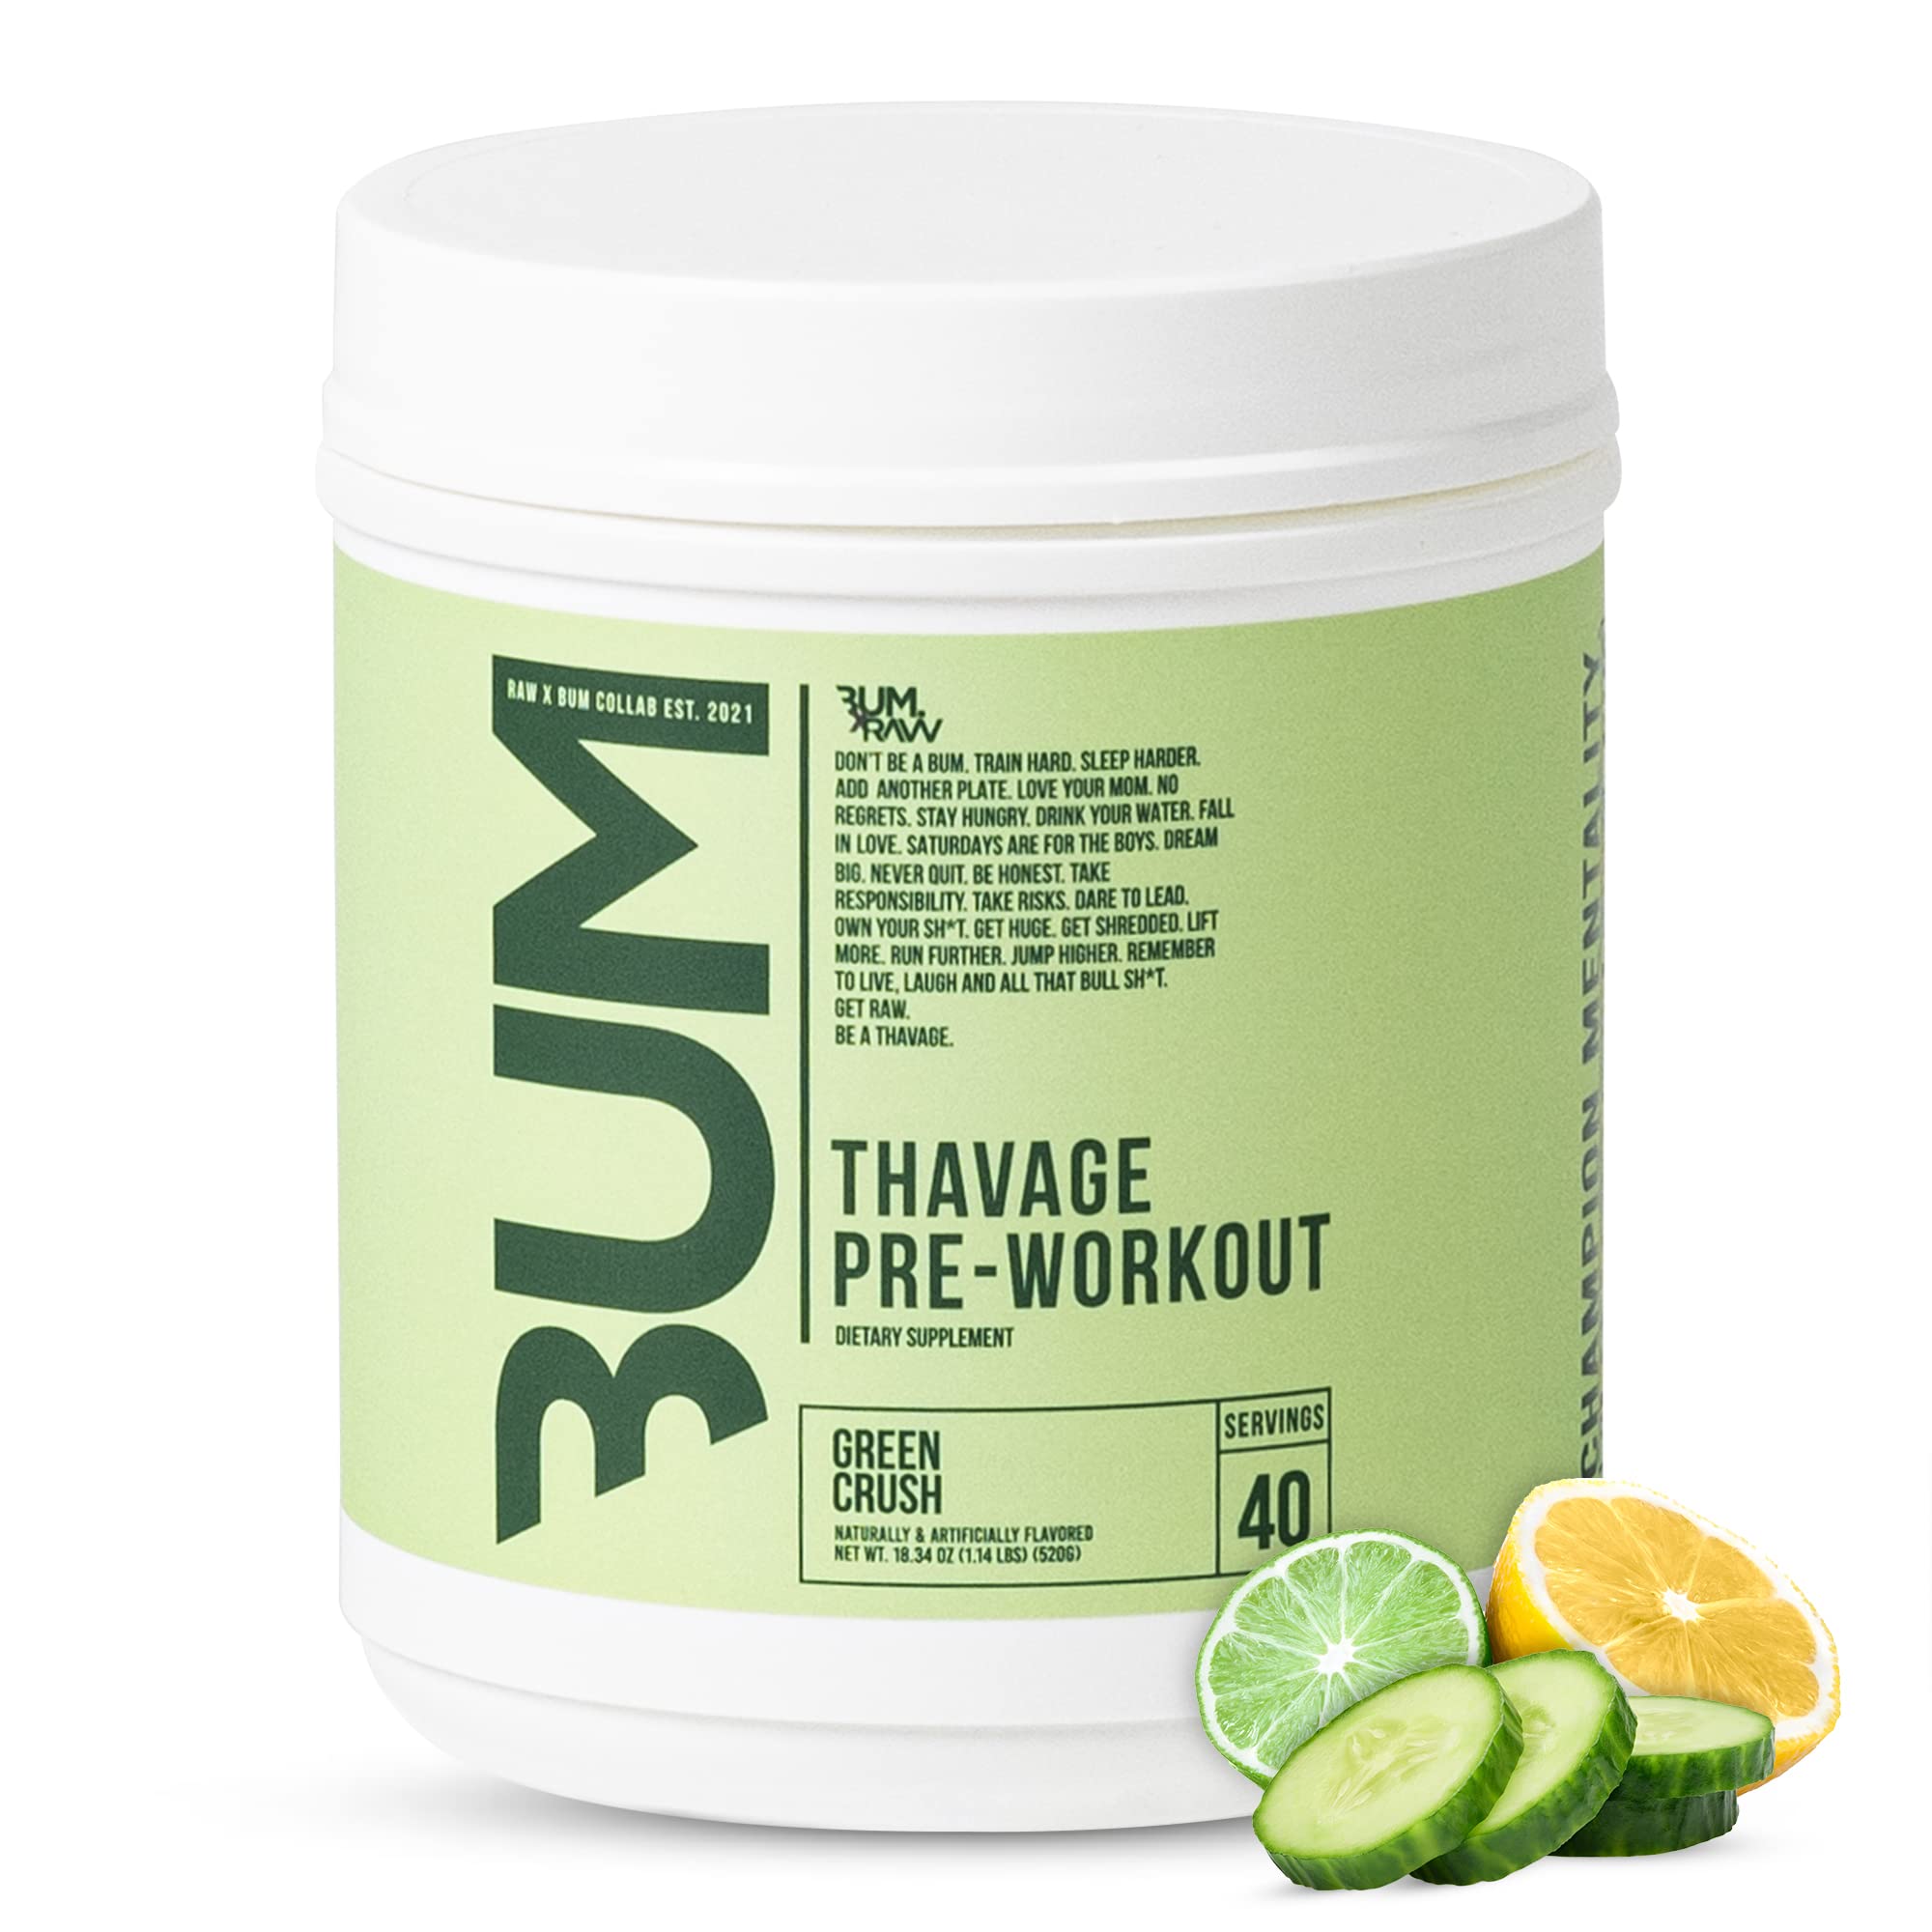 RAW X BUM COLLAB EST. 2021
BUM
BUM.
XRAW
DON'T BE A BUM. TRAIN HARD. SLEEP HARDER.
ADD ANOTHER PLATE. LOVE YOUR MOM. NO
REGRETS. STAY HUNGRY. DRINK YOUR WATER. FALL
IN LOVE. SATURDAYS ARE FOR THE BOYS. DREAM
BIG. NEVER QUIT. BE HONEST. TAKE
RESPONSIBILITY. TAKE RISKS. DARE TO LEAD.
OWN YOUR SH*T. GET HUGE. GET SHREDDED. LIFT
MORE. RUN FURTHER. JUMP HIGHER. REMEMBER
TO LIVE, LAUGH AND ALL THAT BULL SH*T.
GET RAW.
BE A THAVAGE.
THAVAGE
PRE-WORKOUT
DIETARY SUPPLEMENT
GREEN
CRUSH
NATURALLY & ARTIFICIALLY FLAVORED
NET WT. 18.34 OZ (1.14 LBS) (520G)
SERVINGS
40
CHAMPION MENTALITY